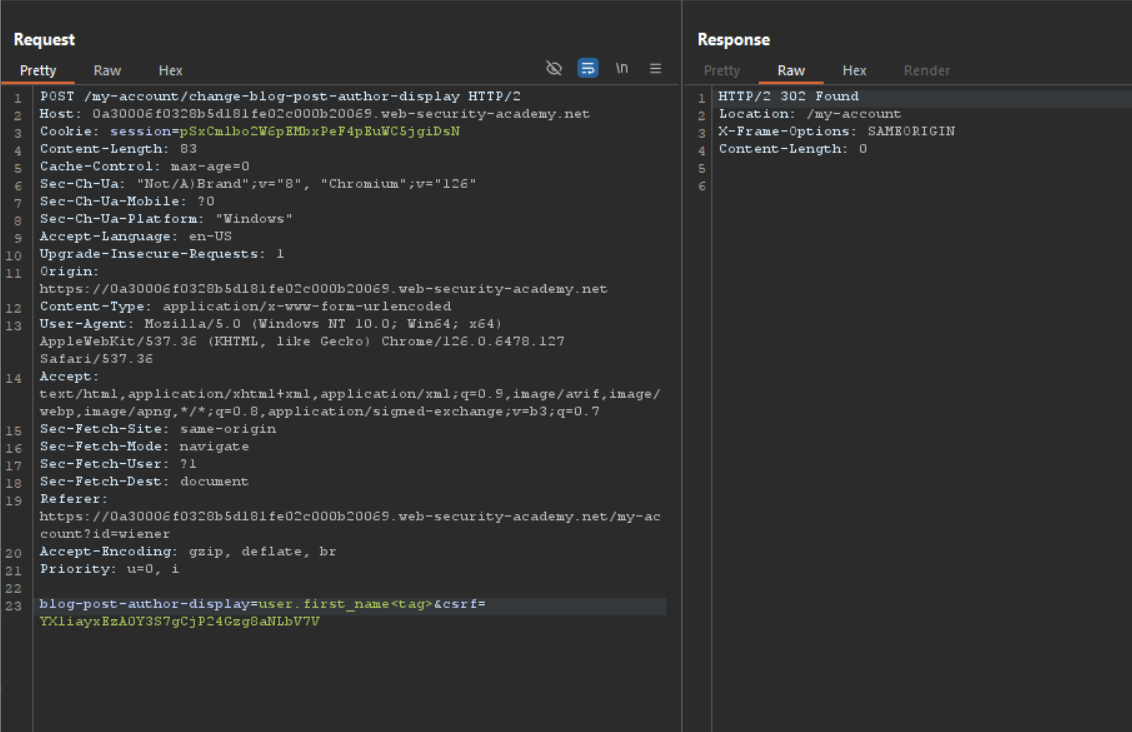 Request
Pretty Raw Hex \n
1 POST /my-account/change-blog-post-author-display HTTP/2
2 Host: 0a30006f0328b5d181fe02c000b20069.web-security-academy.net
3 Cookie: session=pSxCmlbo2W6pEMbxPeF4pEuWC5jgiDsN
4 Content-Length: 83
5 Cache-Control: max-age=0
6 Sec-Ch-Ua: "Not/A)Brand";v="8", "Chromium";v="126"
7 Sec-Ch-Ua-Mobile: ?0
8 Sec-Ch-Ua-Platform: "Windows"
9 Accept-Language: en-US
10 Upgrade-Insecure-Requests: 1
11 Origin:
https://0a30006f0328b5d181fe02c000b20069.web-security-academy.net
12 Content-Type: application/x-www-form-urlencoded
13 User-Agent: Mozilla/5.0 (Windows NT 10.0; Win64; x64)
AppleWebKit/537.36 (KHTML, like Gecko) Chrome/126.0.6478.127
Safari/537.36
14 Accept:
text/html,application/xhtml+xml,application/xml;q=0.9,image/avif,image/
webp,image/apng,*/*;q=0.8,application/signed-exchange;v=b3;q=0.7
15 Sec-Fetch-Site: same-origin
16 Sec-Fetch-Mode: navigate
17 Sec-Fetch-User: ?1
18 Sec-Fetch-Dest: document
19 Referer:
https://0a30006f0328b5d181fe02c000b20069.web-security-academy.net/my-ac
count?id=wiener
20 Accept-Encoding: gzip, deflate, br
21 Priority: u=0, i
22
23 blog-post-author-display=user.first_name<tag>&csrf=
YXliayxEzAOY3S7gCjP24Gzg8aNLbV7V
Response
Pretty Raw Hex Render
1 HTTP/2 302 Found
2 Location: /my-account
3 X-Frame-Options: SAMEORIGIN
4 Content-Length: 0
5
6